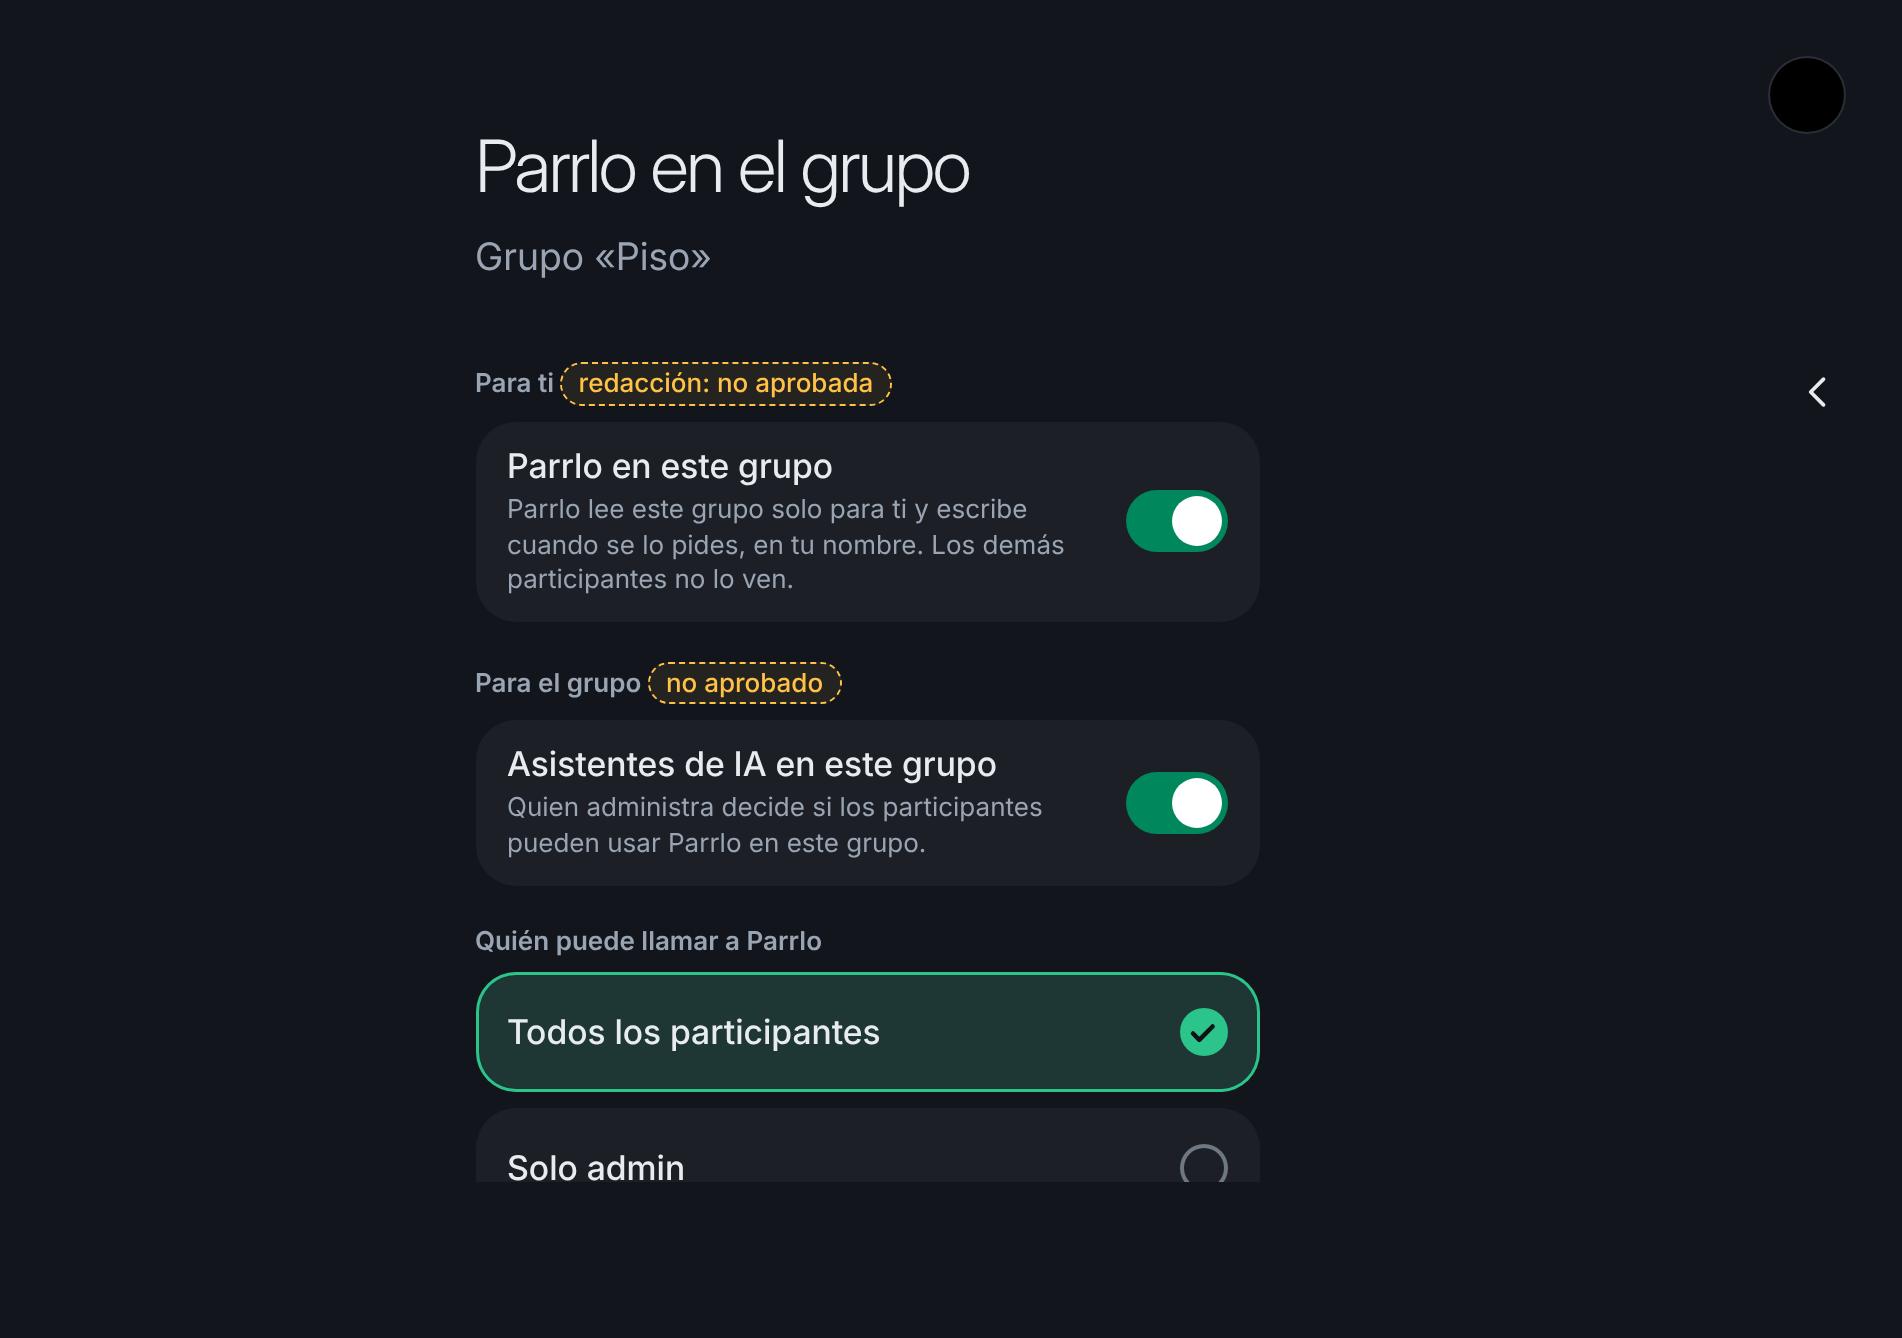 Parrlo en el grupo
Grupo «Piso»
Para ti redacción: no aprobada
Parrlo en este grupo
Parrlo lee este grupo solo para ti y escribe
cuando se lo pides, en tu nombre. Los demás
participantes no lo ven.
Para el grupo no aprobado
Asistentes de IA en este grupo
Quien administra decide si los participantes
pueden usar Parrlo en este grupo.
Quién puede llamar a Parrlo
Todos los participantes
Solo admin